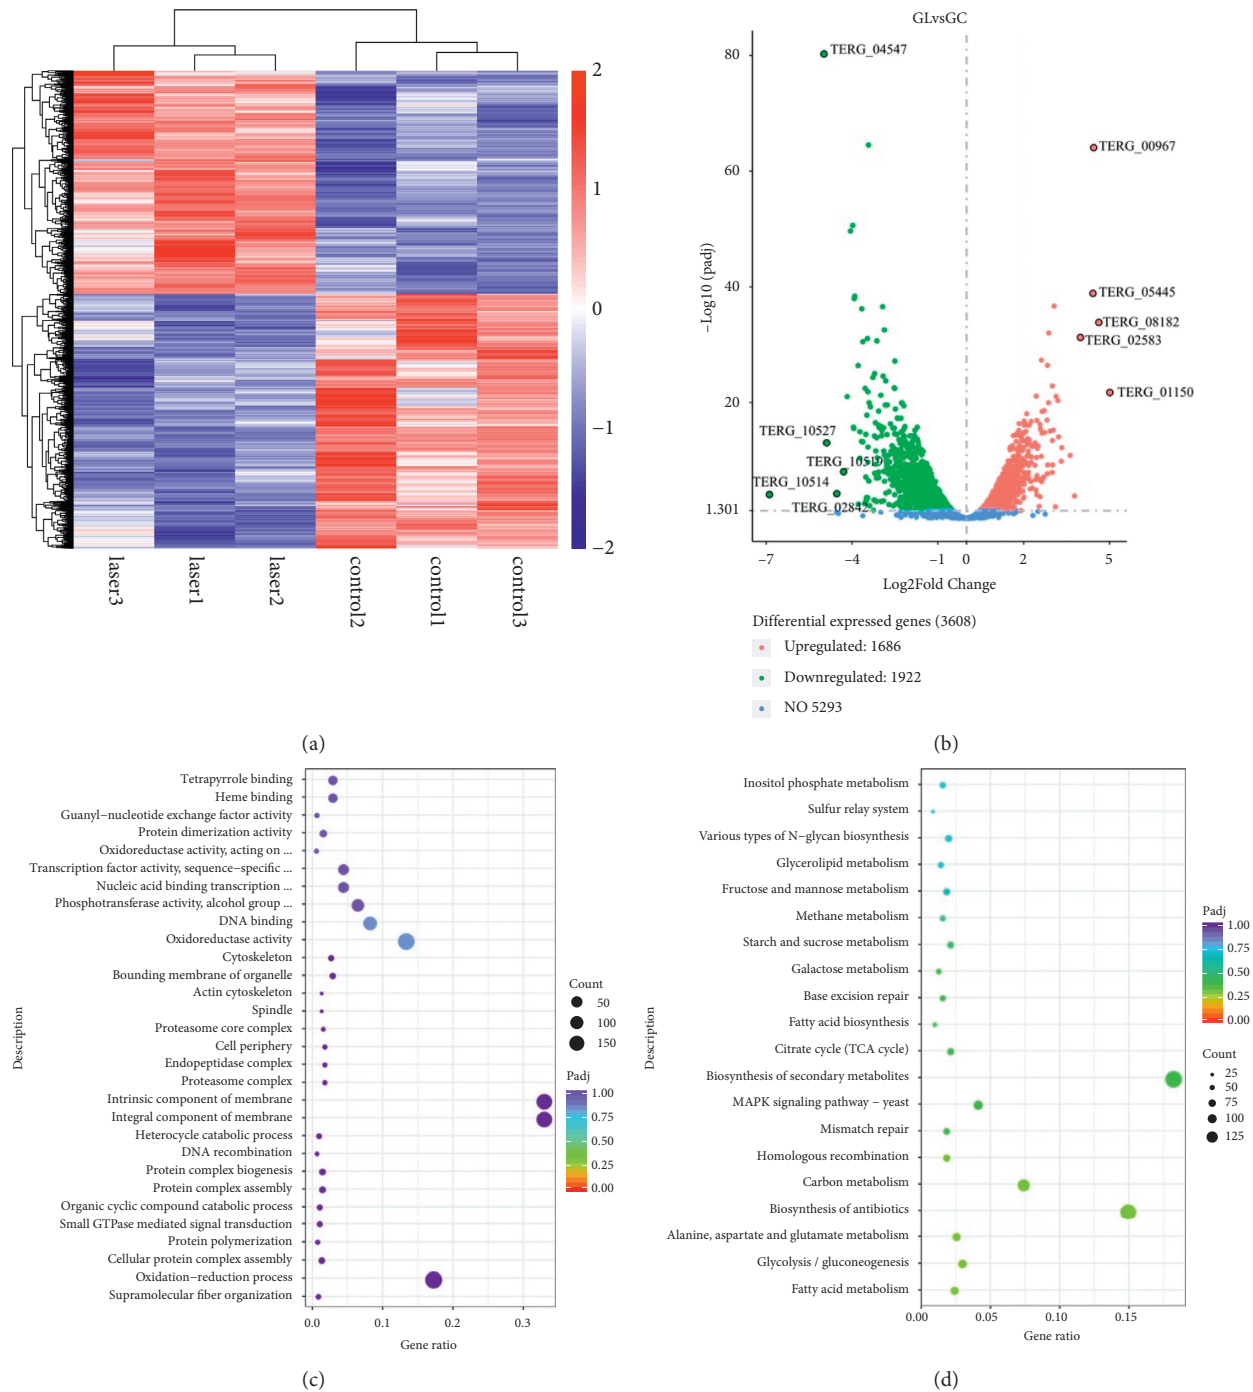 2
1
0
−1
−2
laser3
laser1
laser2
control2
control1
control3
(a)
GLvsGC
80
60
40
20
1.301
−Log10 (padj)
TERG_04547
TERG_00967
TERG_05445
TERG_08182
TERG_02583
TERG_01150
TERG_10527
TERG_10519
TERG_10514
TERG_02842
−7
−4
−1
0
2
5
Log2Fold Change
Differential expressed genes (3608)
Upregulated: 1686
Downregulated: 1922
NO 5293
(b)
Description
Tetrapyrrole binding
Heme binding
Guanyl−nucleotide exchange factor activity
Protein dimerization activity
Oxidoreductase activity, acting on ...
Transcription factor activity, sequence−specific ...
Nucleic acid binding transcription ...
Phosphotransferase activity, alcohol group ...
DNA binding
Oxidoreductase activity
Cytoskeleton
Bounding membrane of organelle
Actin cytoskeleton
Spindle
Proteasome core complex
Cell periphery
Endopeptidase complex
Proteasome complex
Intrinsic component of membrane
Integral component of membrane
Heterocycle catabolic process
DNA recombination
Protein complex biogenesis
Protein complex assembly
Organic cyclic compound catabolic process
Small GTPase mediated signal transduction
Protein polymerization
Cellular protein complex assembly
Oxidation−reduction process
Supramolecular fiber organization
0.0
0.1
0.2
0.3
Gene ratio
Count
50
100
150
Padj
1.00
0.75
0.50
0.25
0.00
(c)
Description
Inositol phosphate metabolism
Sulfur relay system
Various types of N−glycan biosynthesis
Glycerolipid metabolism
Fructose and mannose metabolism
Methane metabolism
Starch and sucrose metabolism
Galactose metabolism
Base excision repair
Fatty acid biosynthesis
Citrate cycle (TCA cycle)
Biosynthesis of secondary metabolites
MAPK signaling pathway − yeast
Mismatch repair
Homologous recombination
Carbon metabolism
Biosynthesis of antibiotics
Alanine, aspartate and glutamate metabolism
Glycolysis / gluconeogenesis
Fatty acid metabolism
0.00
0.05
0.10
0.15
Gene ratio
Padj
1.00
0.75
0.50
0.25
0.00
Count
25
50
75
100
125
(d)